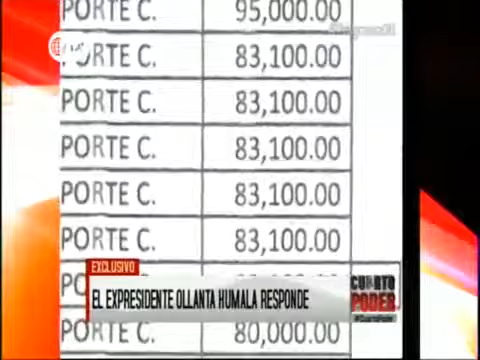 PORTE C. 95,000.00
PORTE C. 83,100.00
PORTE C. 83,100.00
PORTE C. 83,100.00
PORTE C. 83,100.00
PORTE C. 83,100.00
EXCLUSIVO
EL EXPRESIDENTE OLLANTA HUMALA RESPONDE
CUARTO
PODER
PORTE C. 80,000.00